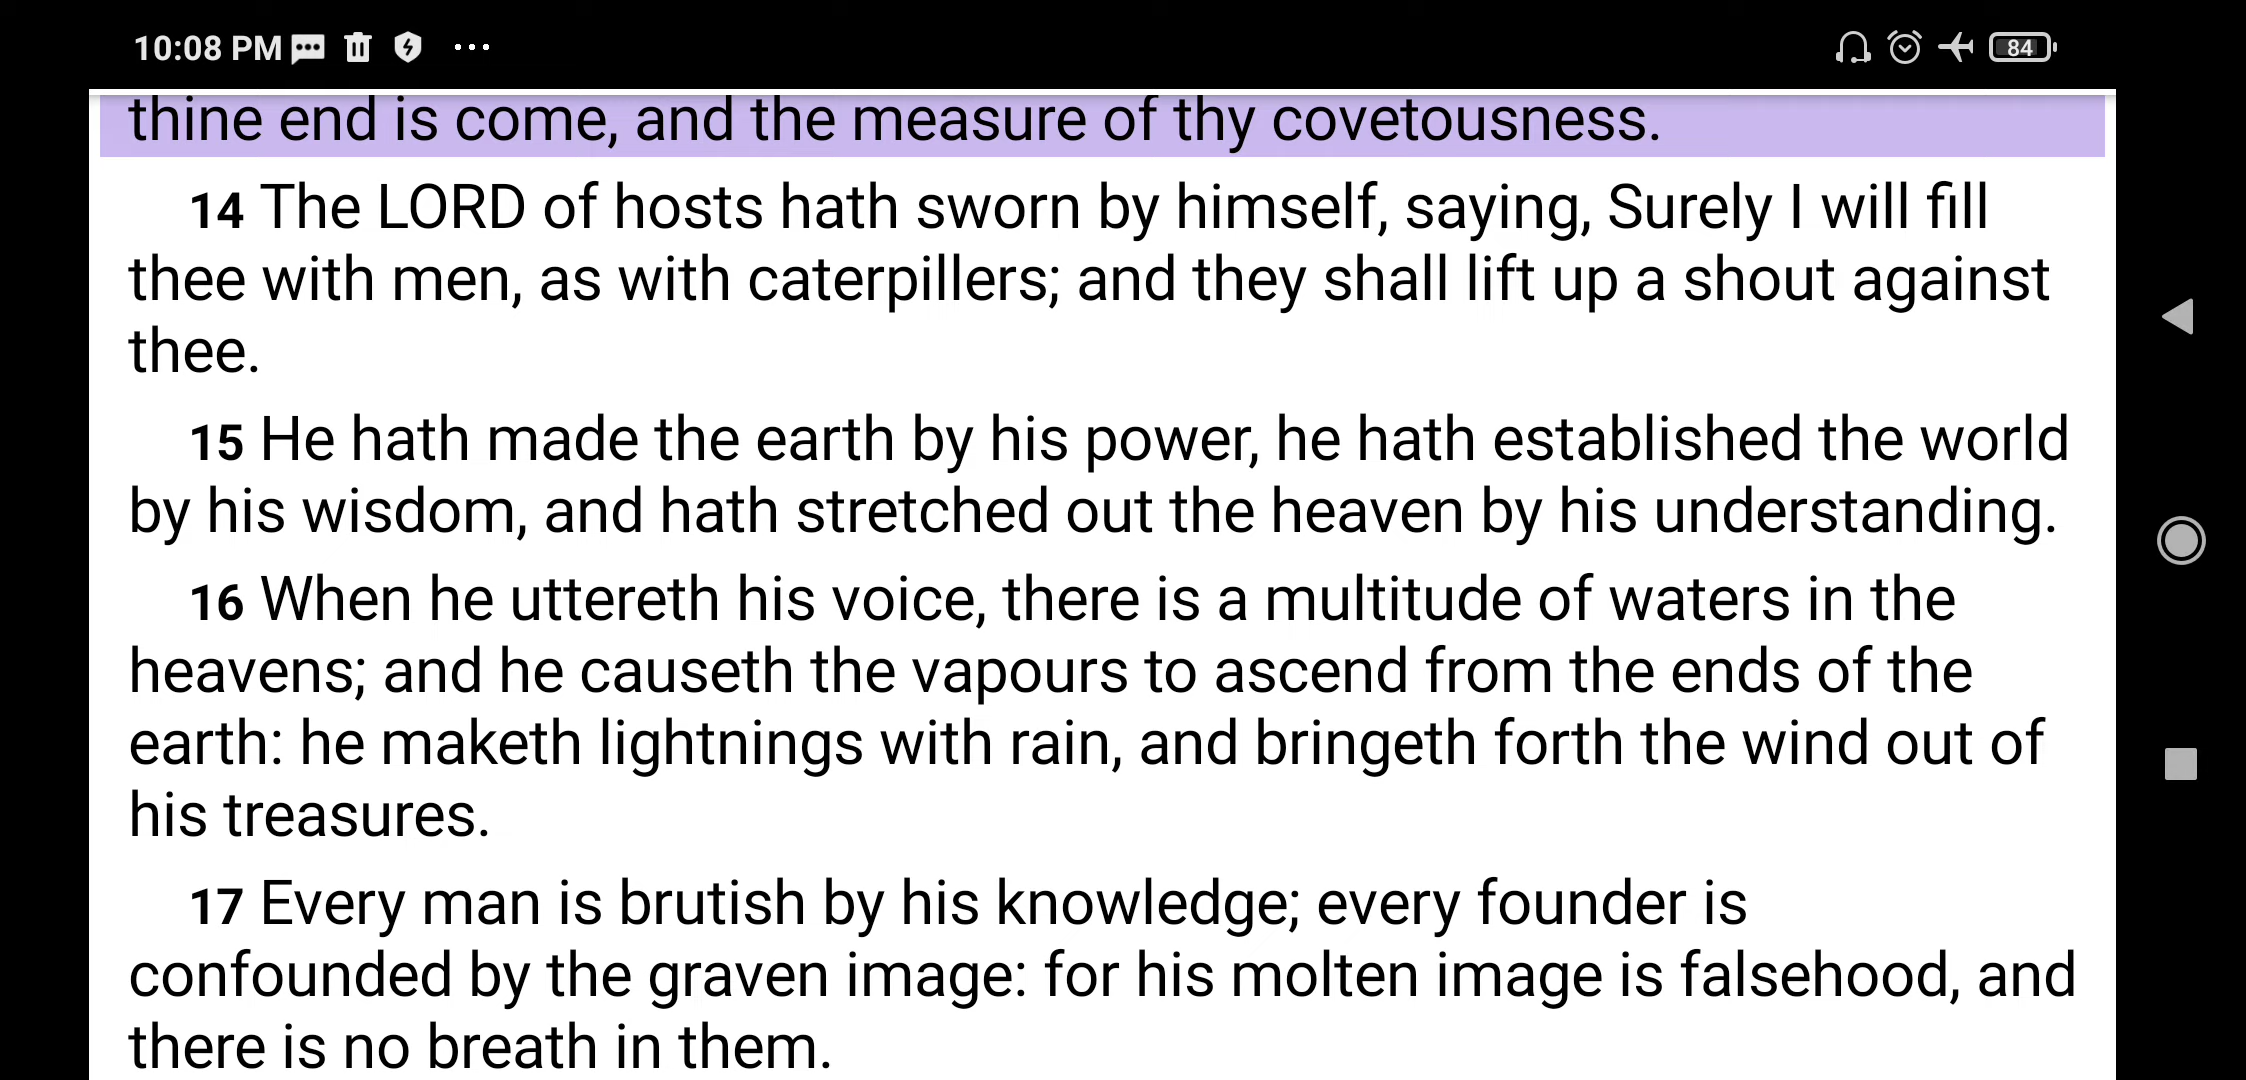 10:08 PM
84
thine end is come, and the measure of thy covetousness.
14 The LORD of hosts hath sworn by himself, saying, Surely I will fill
thee with men, as with caterpillers; and they shall lift up a shout against
thee.
15 He hath made the earth by his power, he hath established the world
by his wisdom, and hath stretched out the heaven by his understanding.
16 When he uttereth his voice, there is a multitude of waters in the
heavens; and he causeth the vapours to ascend from the ends of the
earth: he maketh lightnings with rain, and bringeth forth the wind out of
his treasures.
17 Every man is brutish by his knowledge; every founder is
confounded by the graven image: for his molten image is falsehood, and
there is no breath in them.